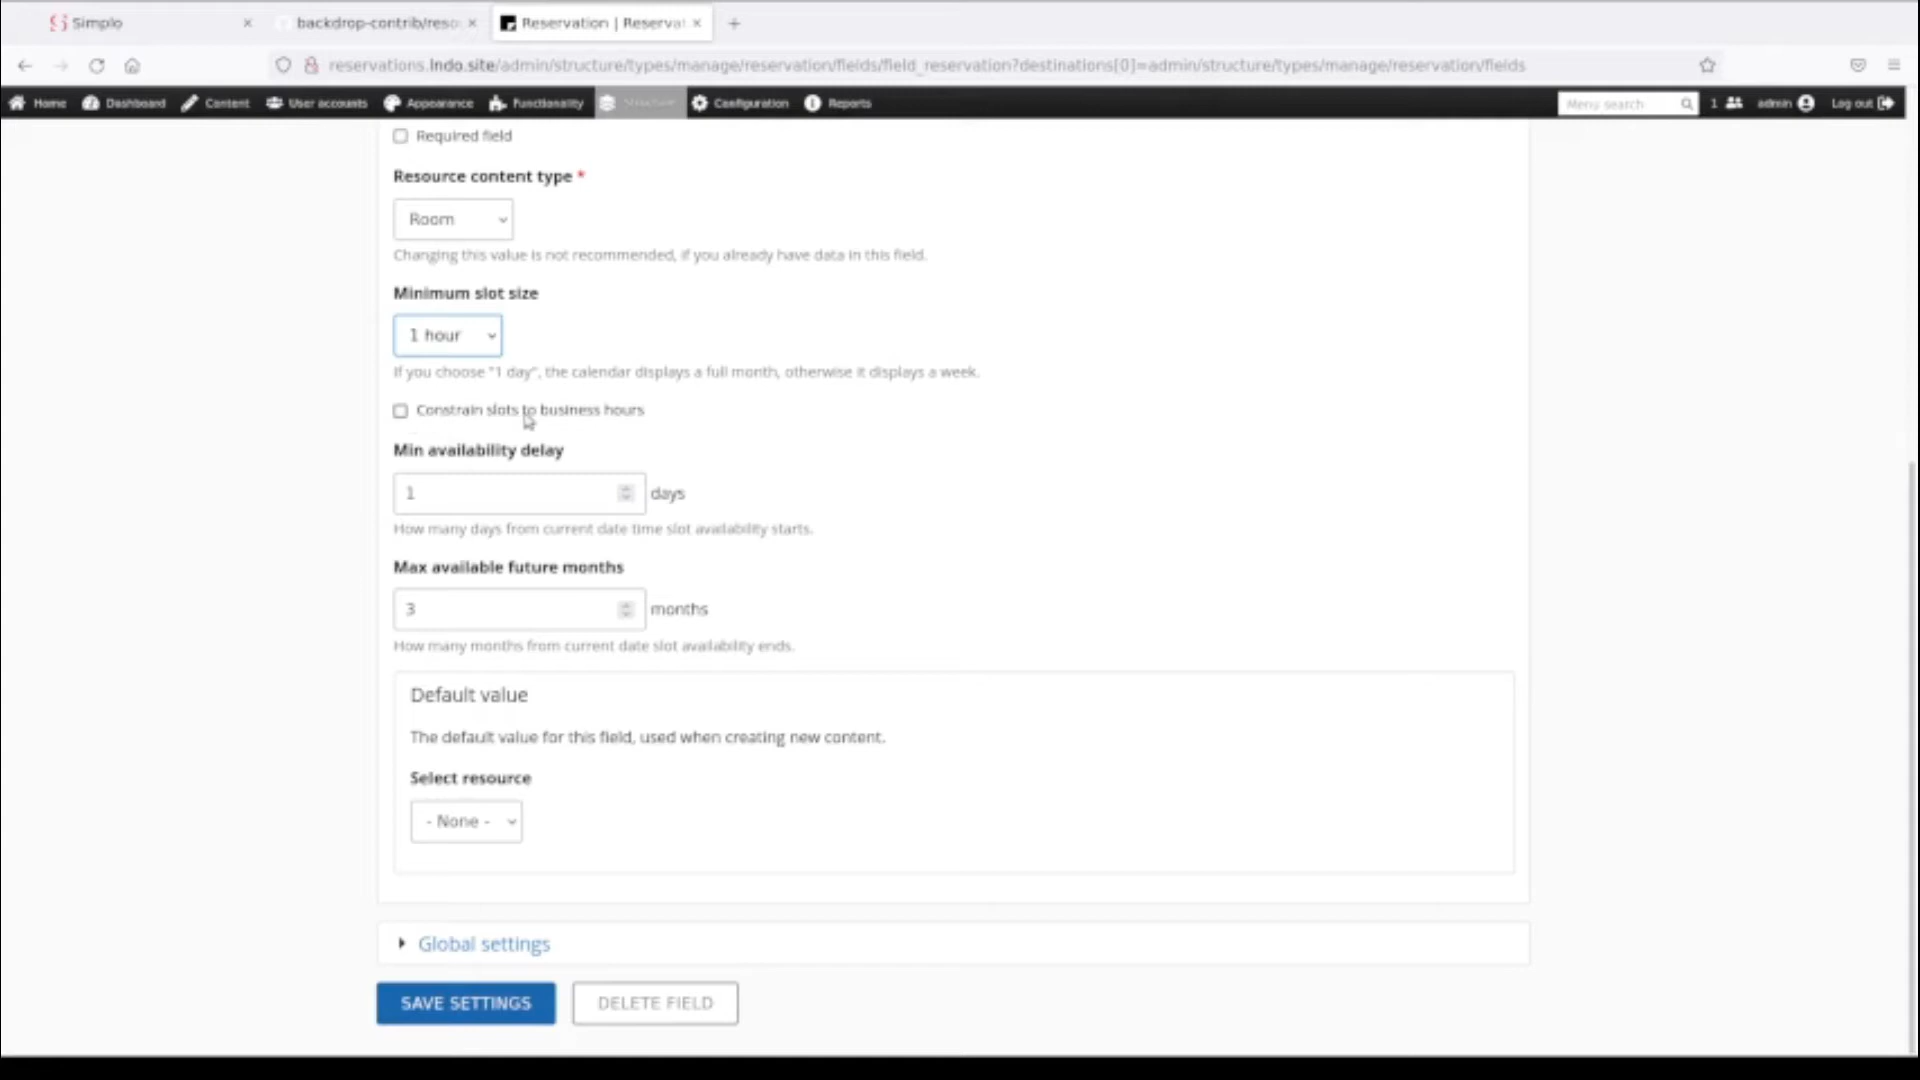 Simplo
backdrop-contrib/reso
Reservation | Reservat
reservations.lndo.site/admin/structure/types/manage/reservation/fields/field_reservation?destinations[0]=admin/structure/types/manage/reservation/fields
Home Dashboard Content User accounts Appearance Functionality Structure Configuration Reports Menu search 1 admin Log out
Required field
Resource content type *
Room
Changing this value is not recommended, if you already have data in this field.
Minimum slot size
1 hour
If you choose "1 day", the calendar displays a full month, otherwise it displays a week.
Constrain slots to business hours
Min availability delay
1 days
How many days from current date time slot availability starts.
Max available future months
3 months
How many months from current date slot availability ends.
Default value
The default value for this field, used when creating new content.
Select resource
- None -
Global settings
SAVE SETTINGS DELETE FIELD